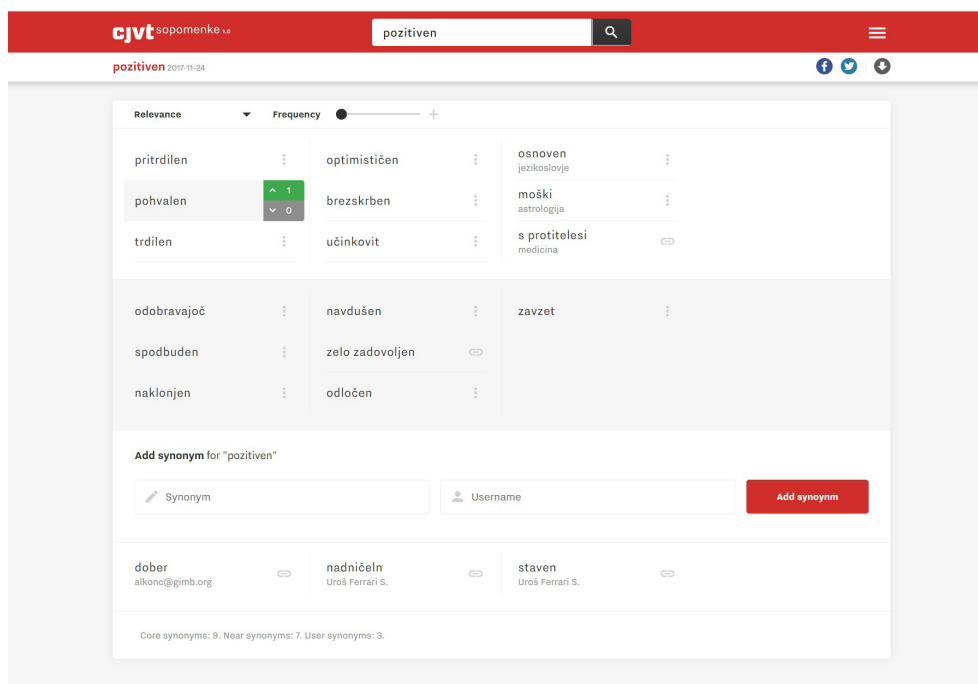 cjvt sopomenke 1.0
pozitiven
pozitiven 2017-11-24
Relevance
Frequency
pritrdilen
optimističen
osnoven
jezikoslovje
pohvalen
1
0
brezskrben
moški
astrologija
trdilen
učinkovit
s protitelesi
medicina
odobravajoč
navdušen
zavzet
spodbuden
zelo zadovoljen
naklonjen
odločen
Add synonym for "pozitiven"
Synonym
Username
Add synoynm
dober
alkonc@gimb.org
nadničeln
Uroš Ferrari S.
staven
Uroš Ferrari S.
Core synonyms: 9. Near synonyms: 7. User synonyms: 3.